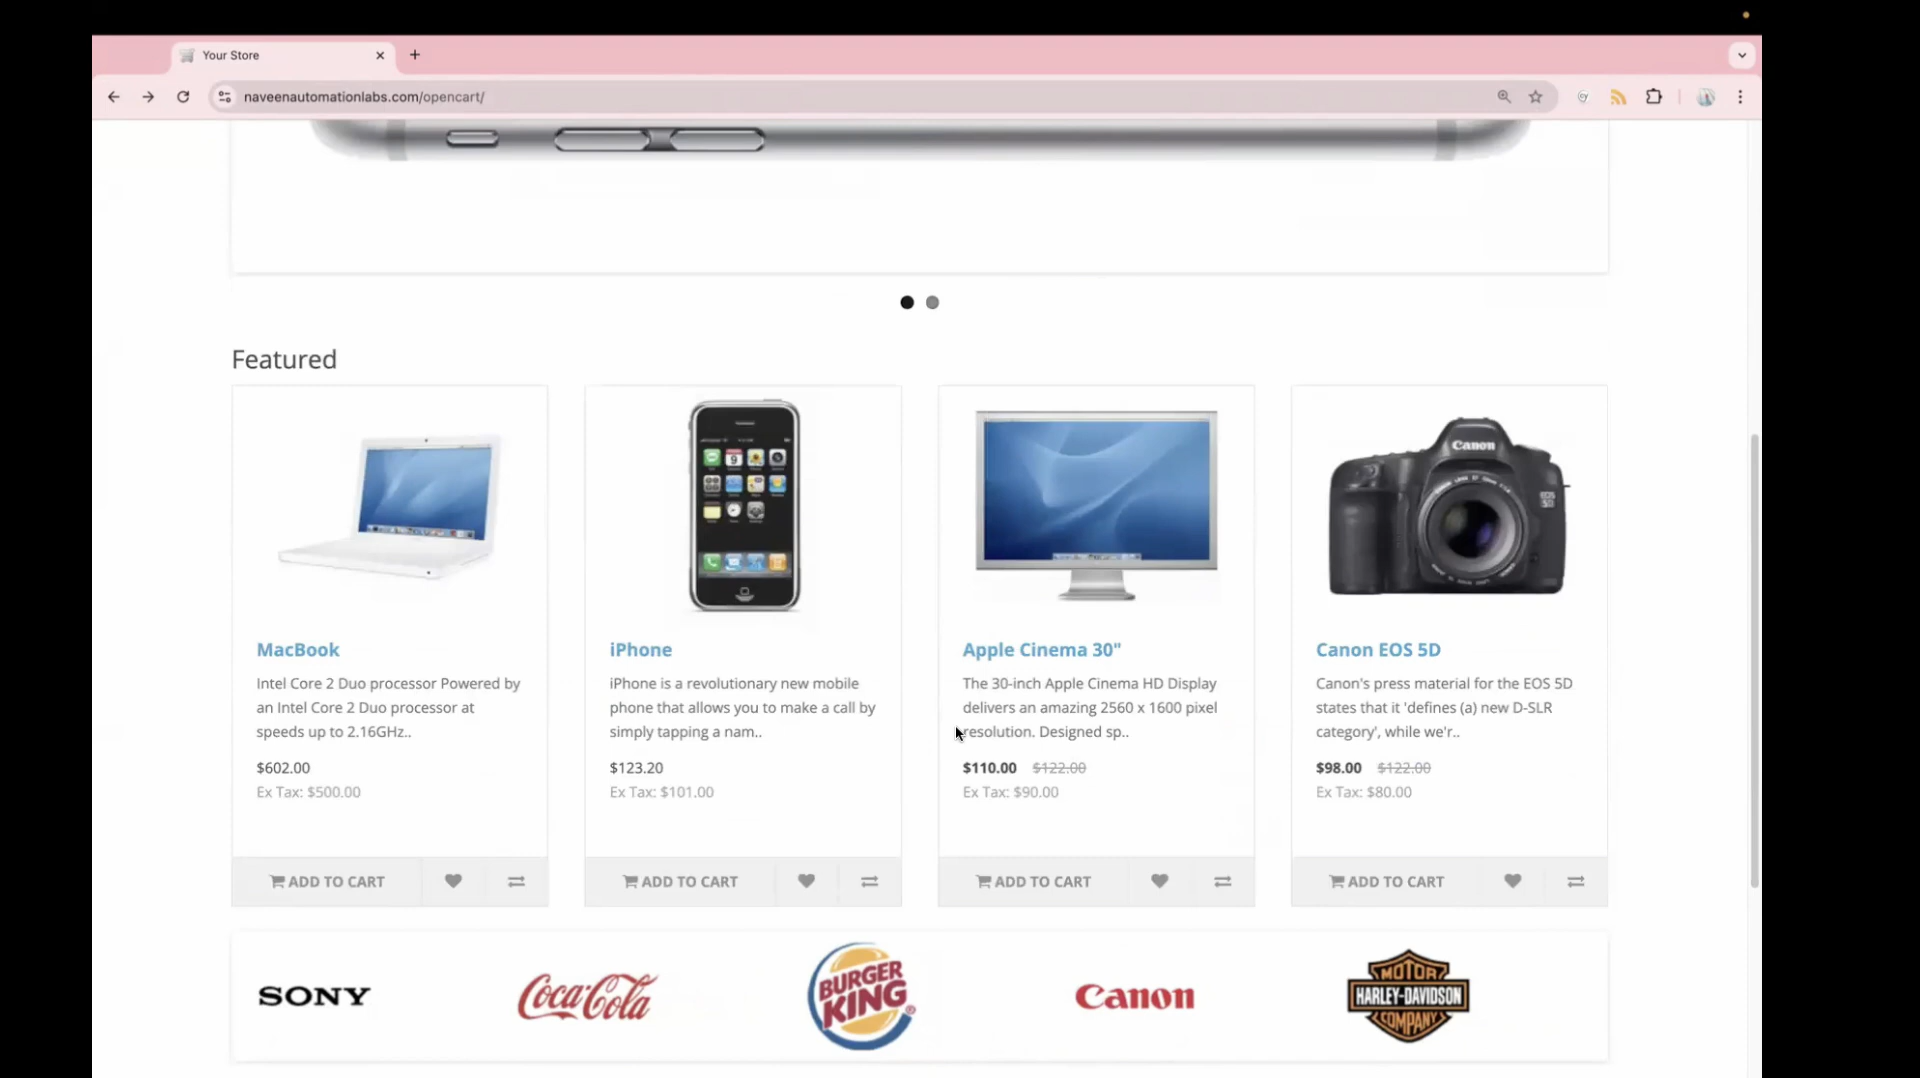 Your Store
naveenautomationlabs.com/opencart/
Featured
Canon
EOS
5D
MacBook
Intel Core 2 Duo processor Powered by
an Intel Core 2 Duo processor at
speeds up to 2.16GHz..
$602.00
Ex Tax: $500.00
ADD TO CART
iPhone
iPhone is a revolutionary new mobile
phone that allows you to make a call by
simply tapping a nam..
$123.20
Ex Tax: $101.00
ADD TO CART
Apple Cinema 30"
The 30-inch Apple Cinema HD Display
delivers an amazing 2560 x 1600 pixel
resolution. Designed sp..
$110.00 $122.00
Ex Tax: $90.00
ADD TO CART
Canon EOS 5D
Canon's press material for the EOS 5D
states that it 'defines (a) new D-SLR
category', while we'r..
$98.00 $122.00
Ex Tax: $80.00
ADD TO CART
SONY
Coca-Cola
BURGER
KING
Canon
MOTOR
HARLEY-DAVIDSON
COMPANY